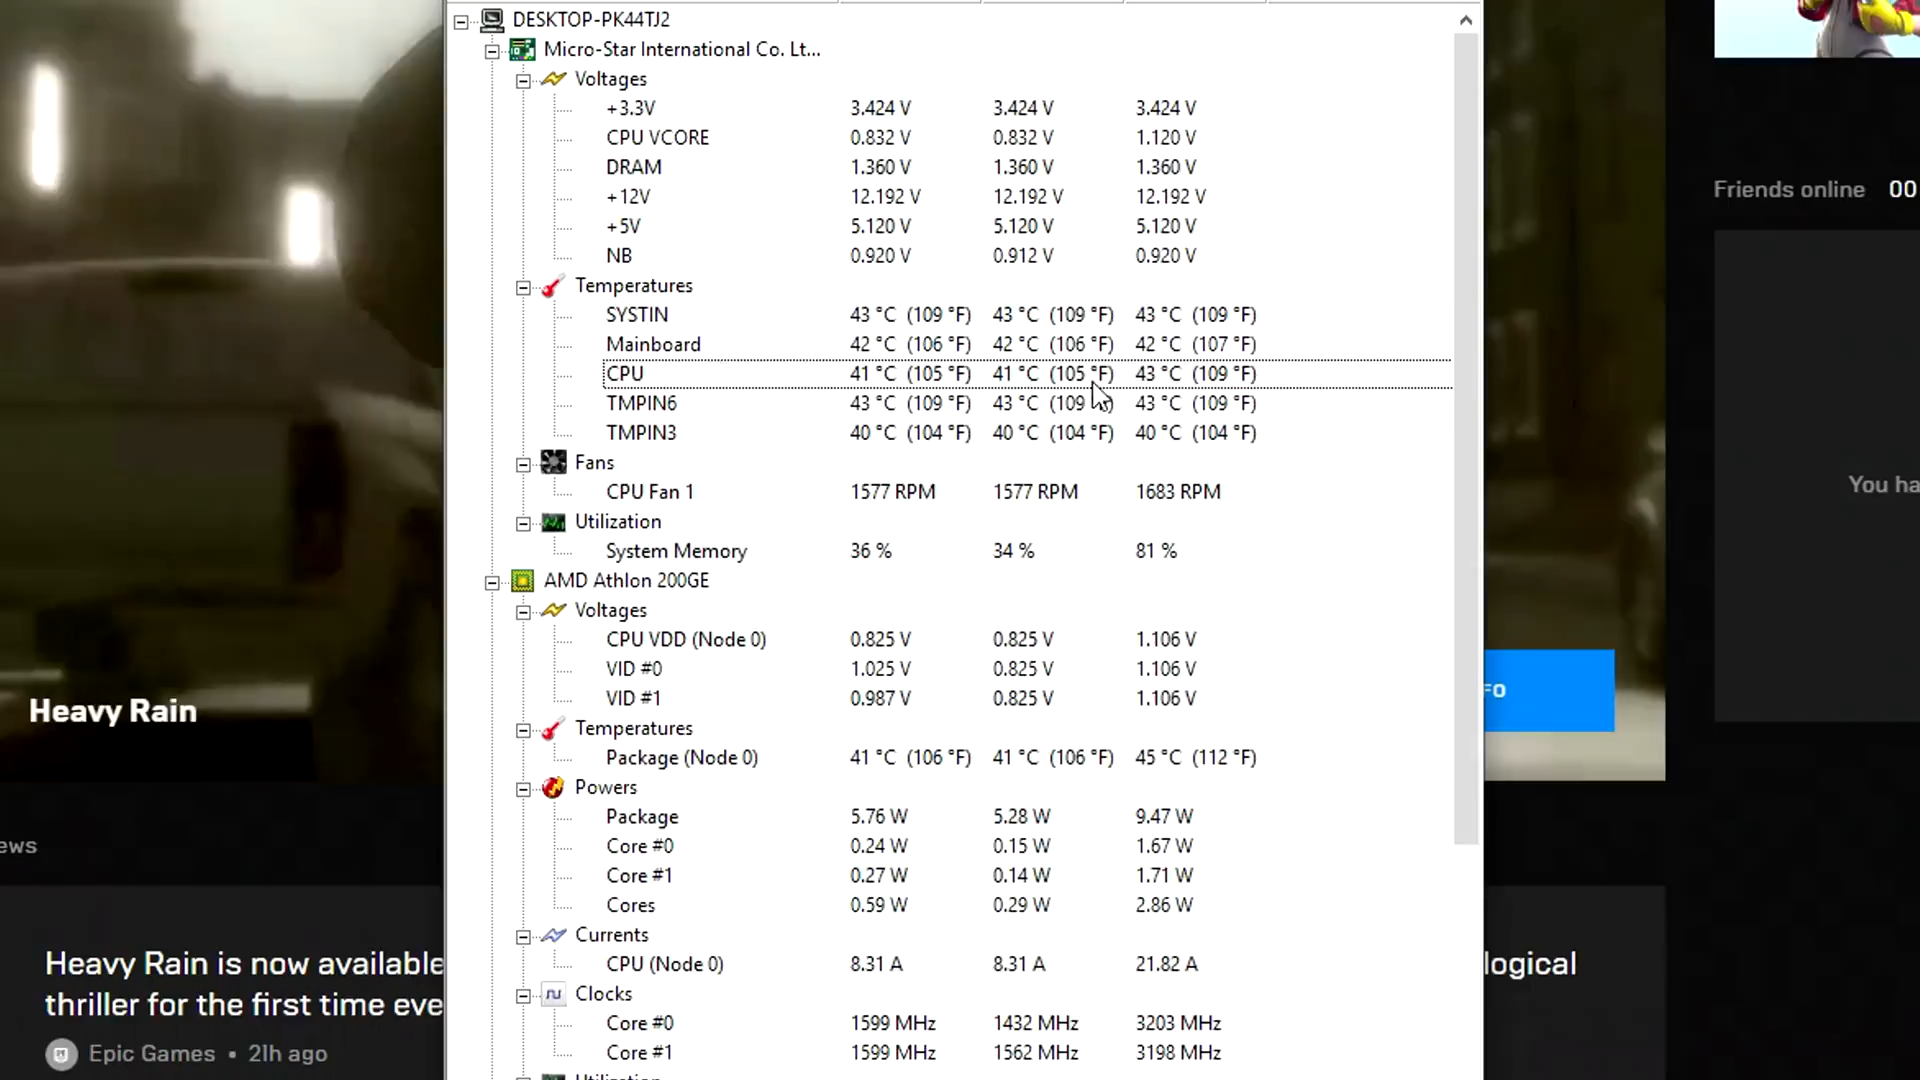 DESKTOP-PK44TJ2
Micro-Star International Co. Lt...
Voltages
+3.3V 3.424 V 3.424 V 3.424 V
CPU VCORE 0.832 V 0.832 V 1.120 V
DRAM 1.360 V 1.360 V 1.360 V
+12V 12.192 V 12.192 V 12.192 V
+5V 5.120 V 5.120 V 5.120 V
NB 0.920 V 0.912 V 0.920 V
Temperatures
SYSTIN 43 °C (109 °F) 43 °C (109 °F) 43 °C (109 °F)
Mainboard 42 °C (106 °F) 42 °C (106 °F) 42 °C (107 °F)
CPU 41 °C (105 °F) 41 °C (105 °F) 43 °C (109 °F)
TMPIN6 43 °C (109 °F) 43 °C (109 ) 43 °C (109 °F)
TMPIN3 40 °C (104 °F) 40 °C (104 °F) 40 °C (104 °F)
Fans
CPU Fan 1 1577 RPM 1577 RPM 1683 RPM
Utilization
System Memory 36 % 34 % 81 %
AMD Athlon 200GE
Voltages
CPU VDD (Node 0) 0.825 V 0.825 V 1.106 V
VID #0 1.025 V 0.825 V 1.106 V
VID #1 0.987 V 0.825 V 1.106 V
Temperatures
Package (Node 0) 41 °C (106 °F) 41 °C (106 °F) 45 °C (112 °F)
Powers
Package 5.76 W 5.28 W 9.47 W
Core #0 0.24 W 0.15 W 1.67 W
Core #1 0.27 W 0.14 W 1.71 W
Cores 0.59 W 0.29 W 2.86 W
Currents
CPU (Node 0) 8.31 A 8.31 A 21.82 A
Clocks
Core #0 1599 MHz 1432 MHz 3203 MHz
Core #1 1599 MHz 1562 MHz 3198 MHz
Utilization
Heavy Rain
ews
Heavy Rain is now available
thriller for the first time eve
Epic Games • 21h ago
logical
FO
Friends online 00
You ha